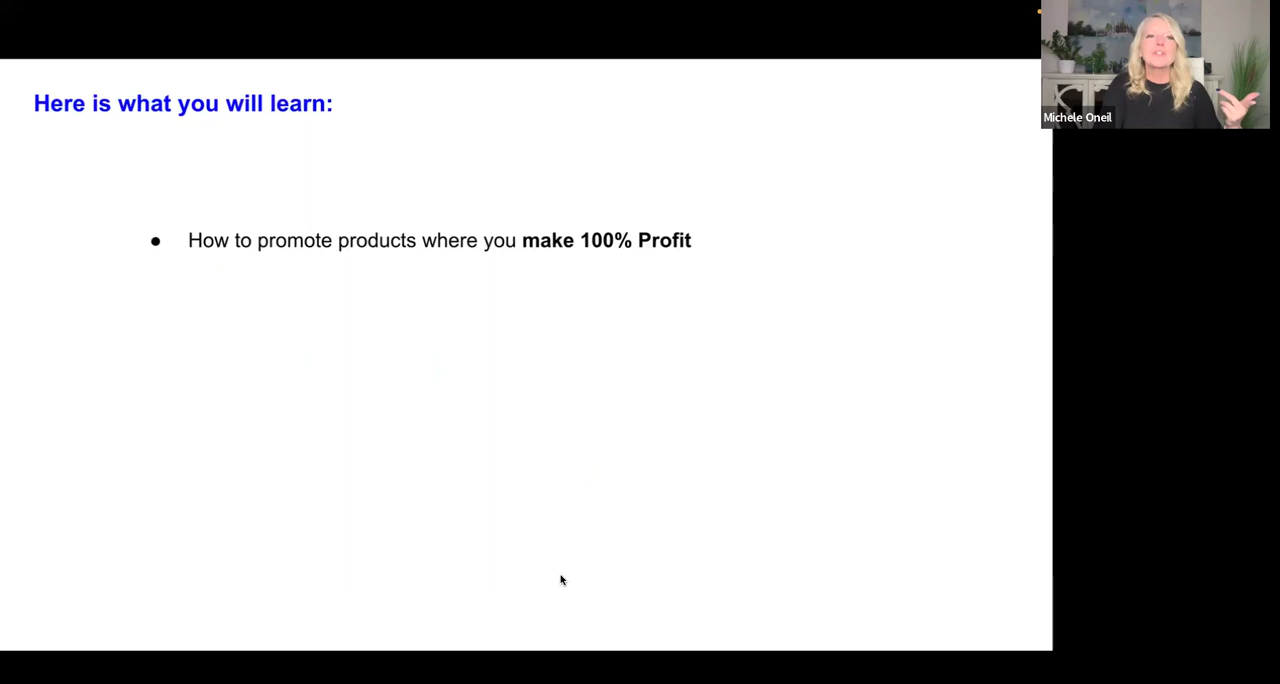 Here is what you will learn:
Michele Oneil
● How to promote products where you make 100% Profit